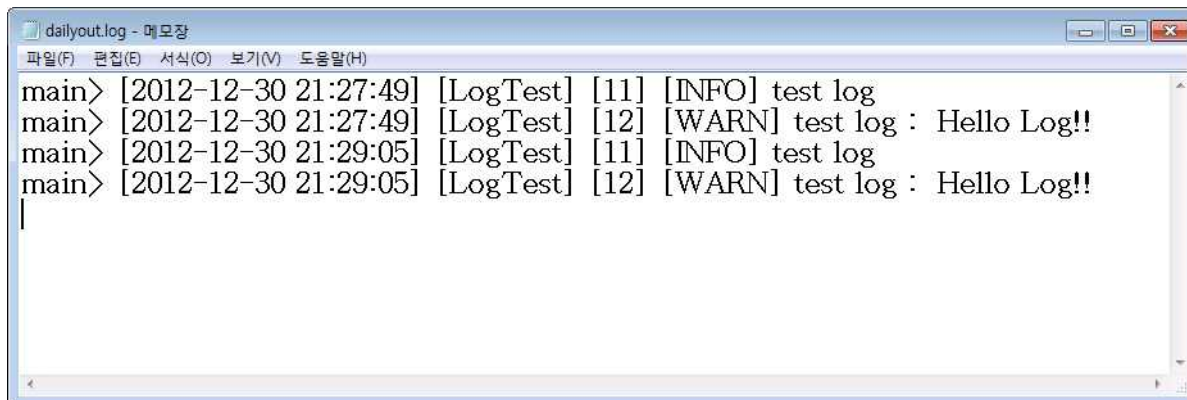 dailyout.log - 메모장
파일(F) 편집(E) 서식(O) 보기(V) 도움말(H)
main> [2012-12-30 21:27:49] [LogTest] [11] [INFO] test log
main> [2012-12-30 21:27:49] [LogTest] [12] [WARN] test log : Hello Log!!
main> [2012-12-30 21:29:05] [LogTest] [11] [INFO] test log
main> [2012-12-30 21:29:05] [LogTest] [12] [WARN] test log : Hello Log!!